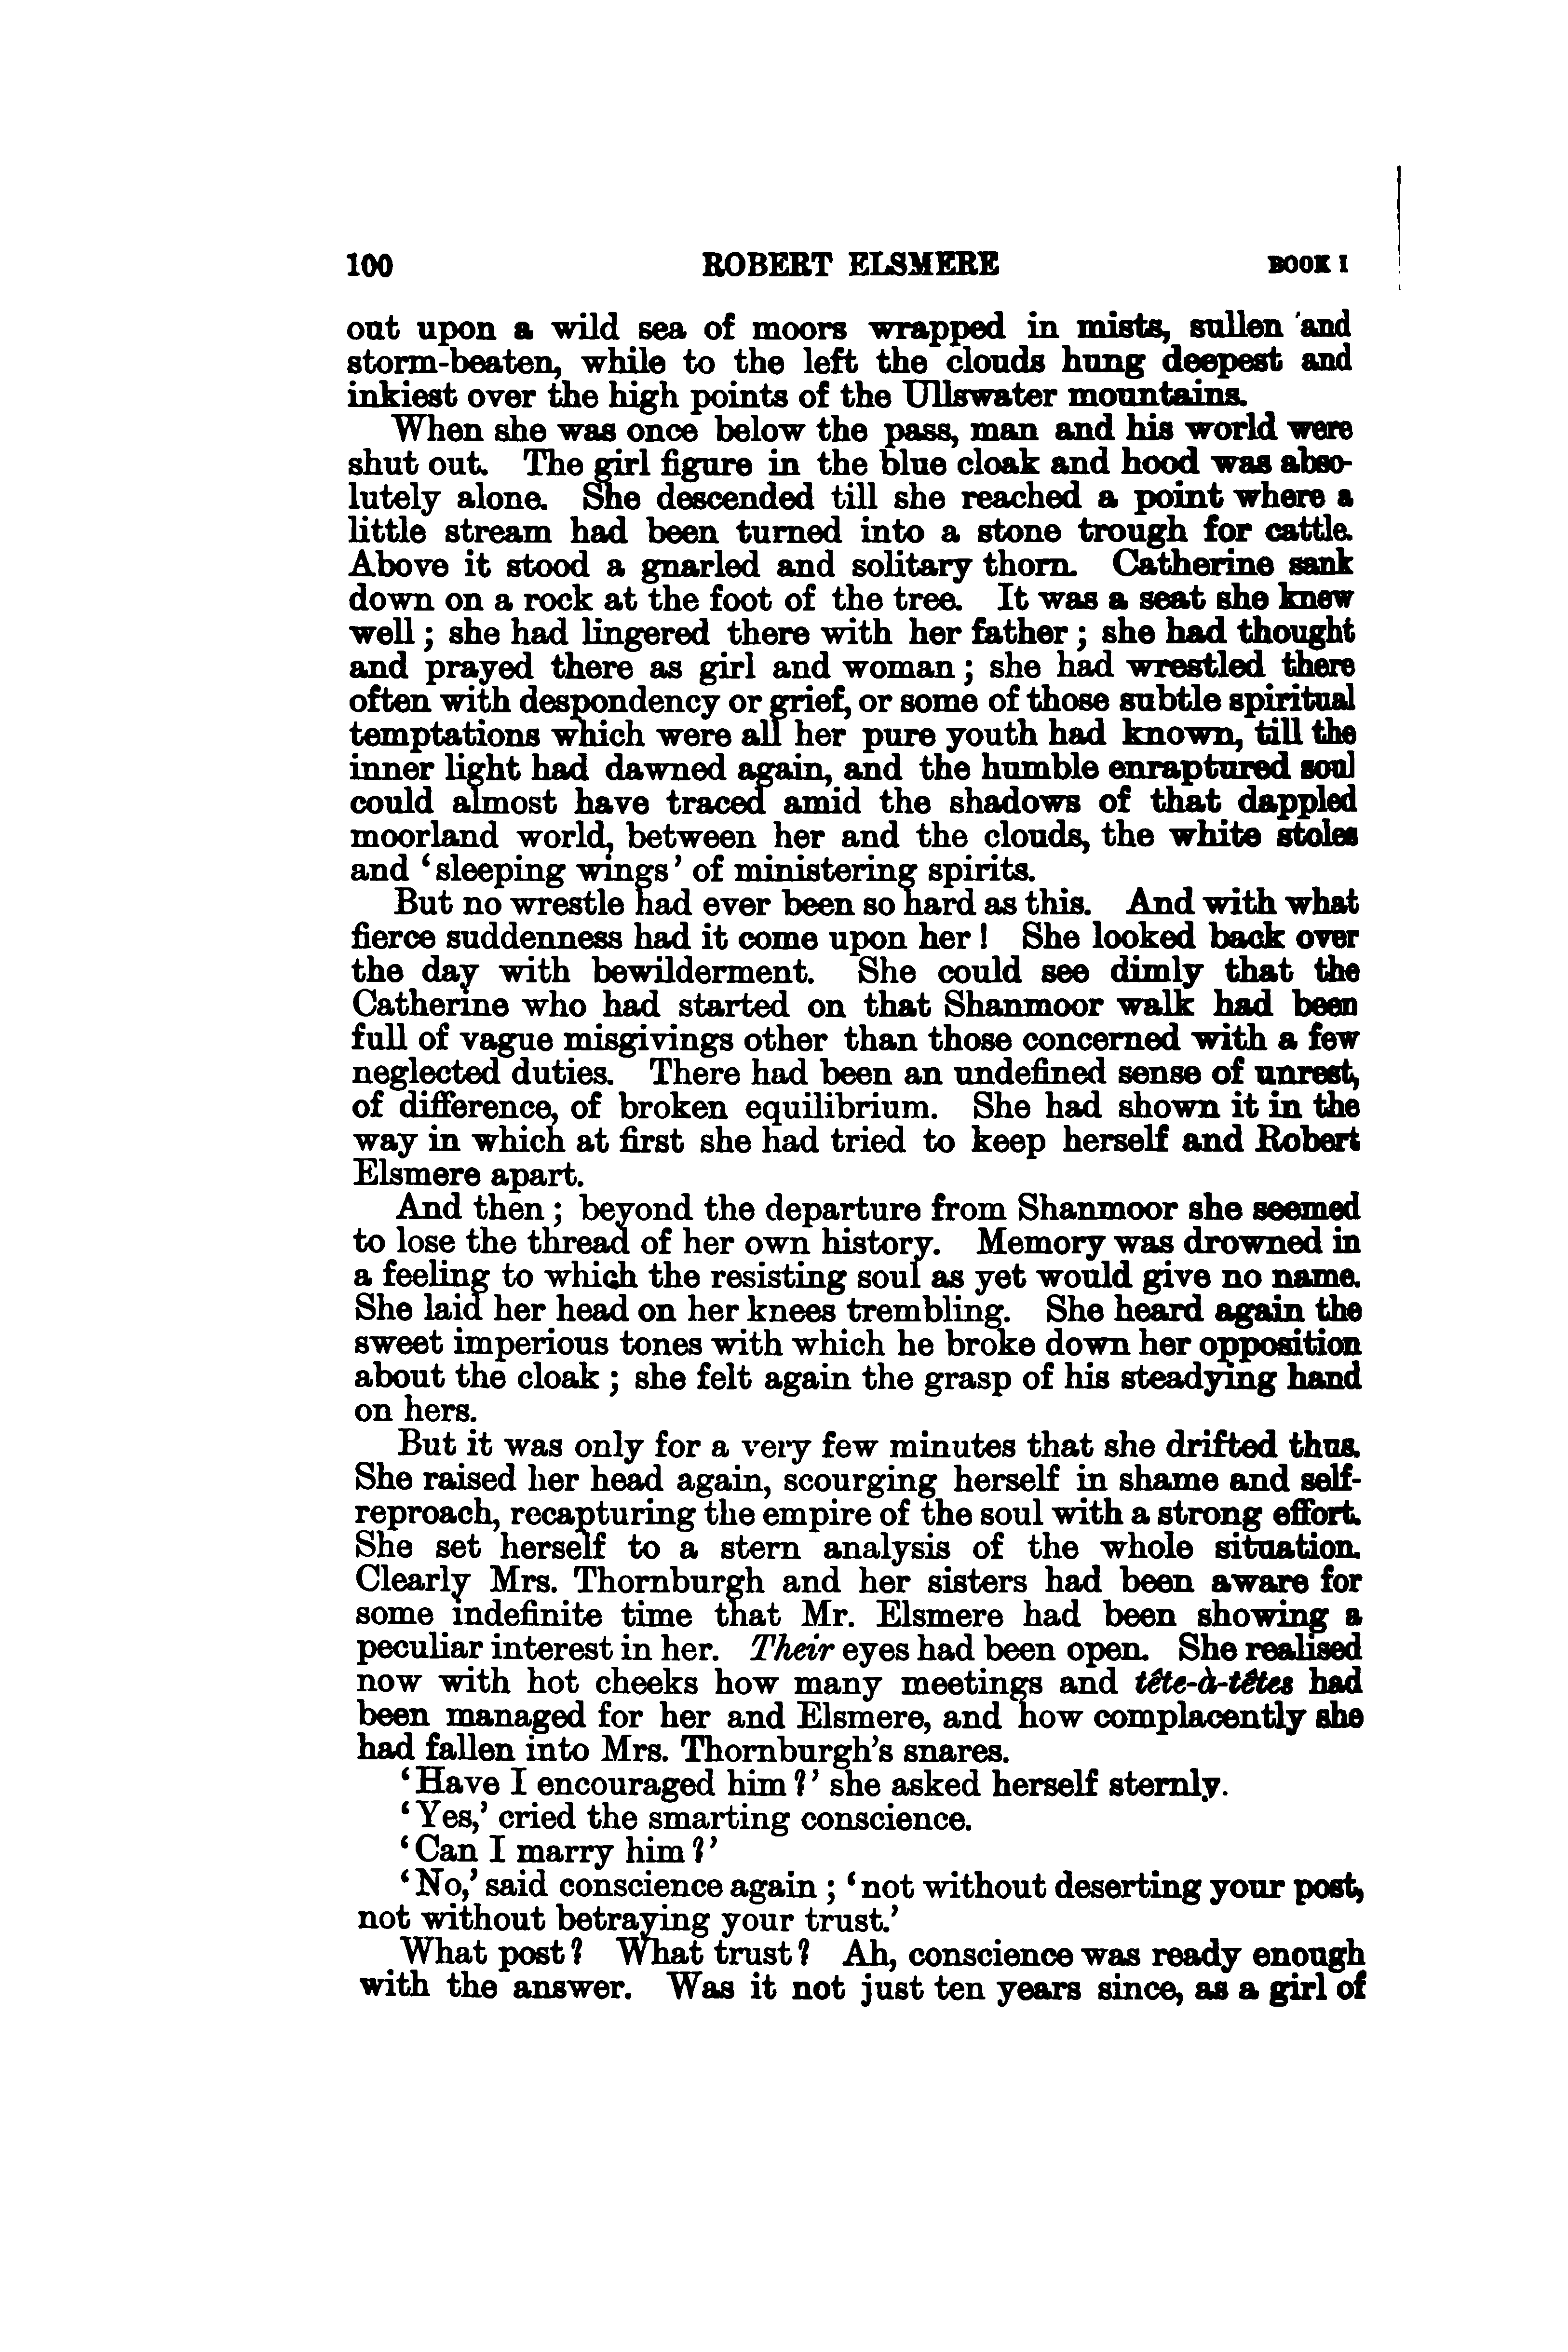 100 ROBERT ELSMERE BOOK I
out upon a wild sea of moors wrapped in mists, sullen and
storm-beaten, while to the left the clouds hung deepest and
inkiest over the high points of the Ullswater mountains.
When she was once below the pass, man and his world were
shut out. The girl figure in the blue cloak and hood was abso-
lutely alone. She descended till she reached a point where a
little stream had been turned into a stone trough for cattle.
Above it stood a gnarled and solitary thorn. Catherine sank
down on a rock at the foot of the tree. It was a seat she knew
well ; she had lingered there with her father ; she had thought
and prayed there as girl and woman ; she had wrestled there
often with despondency or grief, or some of those subtle spiritual
temptations which were all her pure youth had known, till the
inner light had dawned again, and the humble enraptured soul
could almost have traced amid the shadows of that dappled
moorland world, between her and the clouds, the white stoles
and ‘sleeping wings’ of ministering spirits.
But no wrestle had ever been so hard as this. And with what
fierce suddenness had it come upon her ! She looked back over
the day with bewilderment. She could see dimly that the
Catherine who had started on that Shanmoor walk had been
full of vague misgivings other than those concerned with a few
neglected duties. There had been an undefined sense of unrest,
of difference, of broken equilibrium. She had shown it in the
way in which at first she had tried to keep herself and Robert
Elsmere apart.
And then ; beyond the departure from Shanmoor she seemed
to lose the thread of her own history. Memory was drowned in
a feeling to which the resisting soul as yet would give no name.
She laid her head on her knees trembling. She heard again the
sweet imperious tones with which he broke down her opposition
about the cloak ; she felt again the grasp of his steadying hand
on hers.
But it was only for a very few minutes that she drifted thus.
She raised her head again, scourging herself in shame and self-
reproach, recapturing the empire of the soul with a strong effort.
She set herself to a stern analysis of the whole situation.
Clearly Mrs. Thornburgh and her sisters had been aware for
some indefinite time that Mr. Elsmere had been showing a
peculiar interest in her. Their eyes had been open. She realised
now with hot cheeks how many meetings and tête-à-têtes had
been managed for her and Elsmere, and how complacently she
had fallen into Mrs. Thornburgh's snares.
‘Have I encouraged him ?’ she asked herself sternly.
‘Yes,’ cried the smarting conscience.
‘Can I marry him ?’
‘No,’ said conscience again ; ‘not without deserting your post,
not without betraying your trust.’
What post ? What trust ? Ah, conscience was ready enough
with the answer. Was it not just ten years since, as a girl of